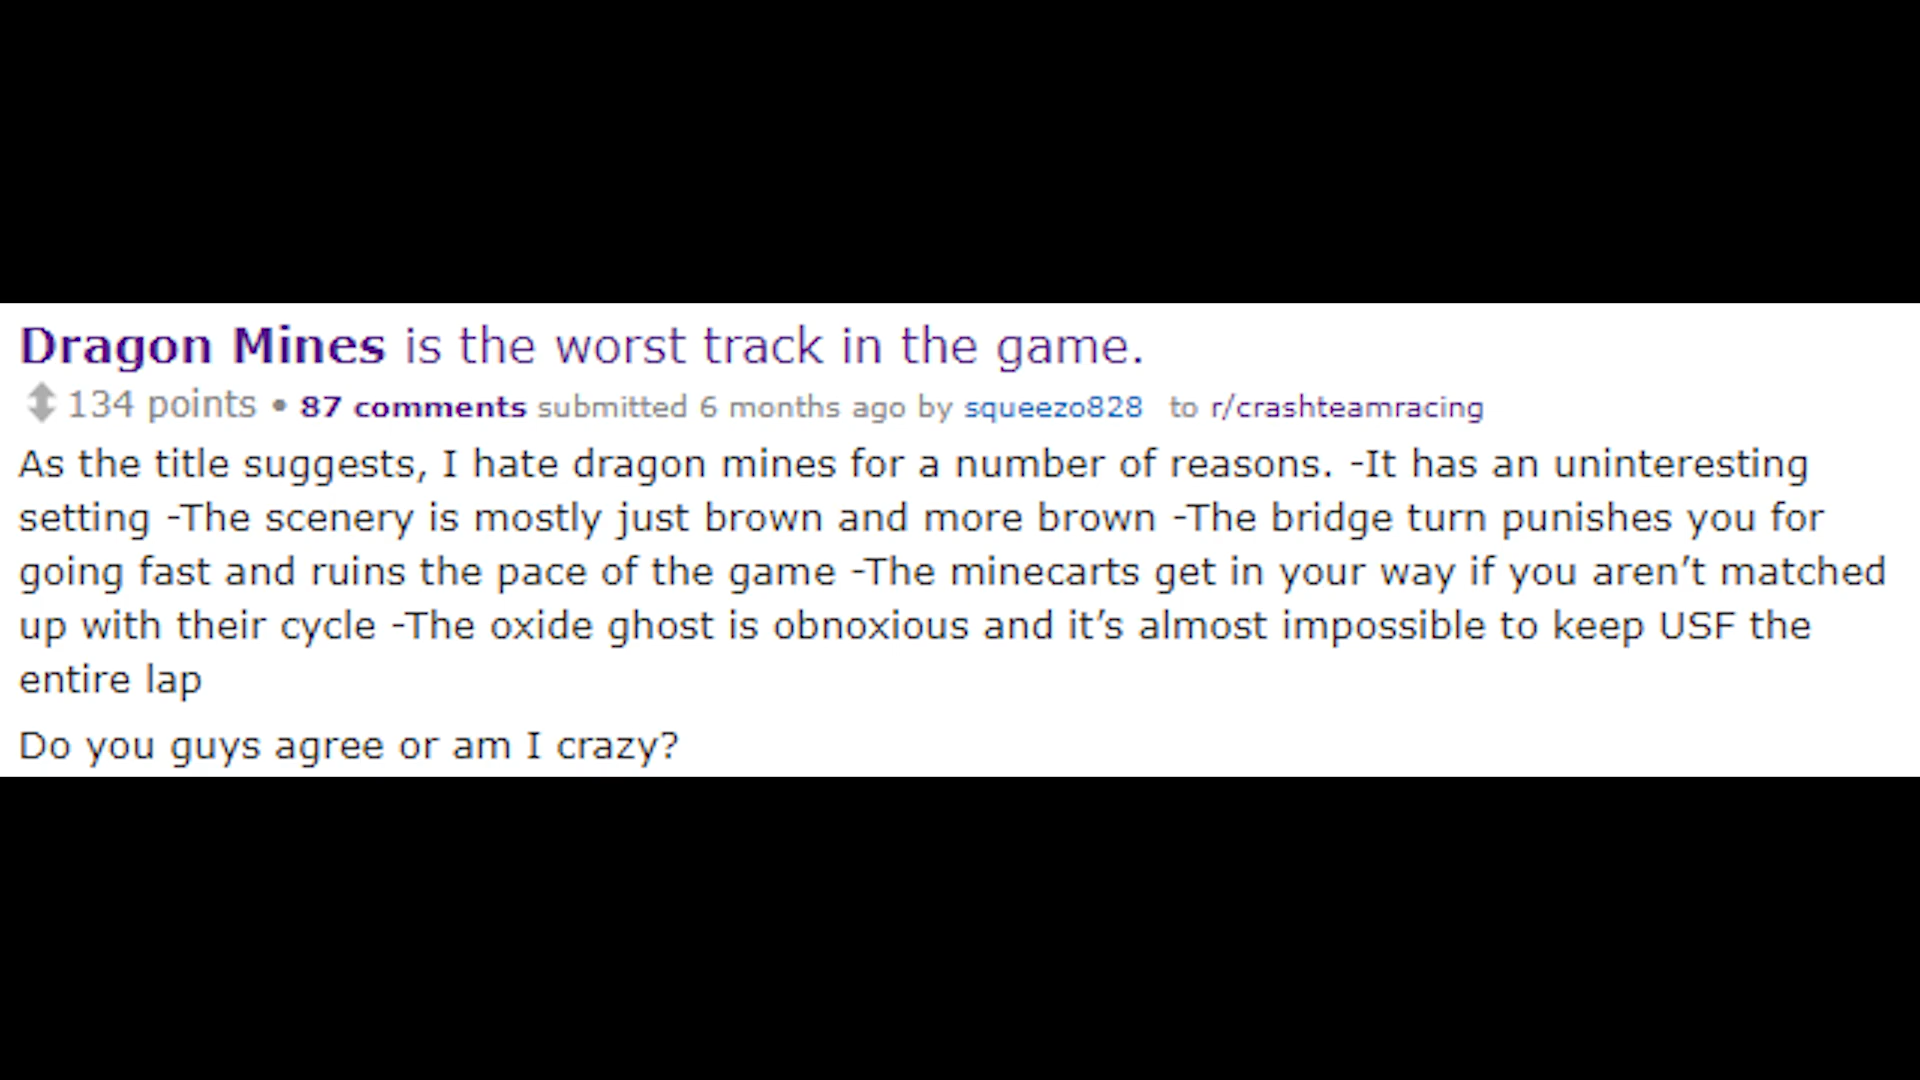 Dragon Mines is the worst track in the game.
134 points • 87 comments submitted 6 months ago by squeezo828 to r/crashteamracing
As the title suggests, I hate dragon mines for a number of reasons. -It has an uninteresting
setting -The scenery is mostly just brown and more brown -The bridge turn punishes you for
going fast and ruins the pace of the game -The minecarts get in your way if you aren’t matched
up with their cycle -The oxide ghost is obnoxious and it’s almost impossible to keep USF the
entire lap
Do you guys agree or am I crazy?